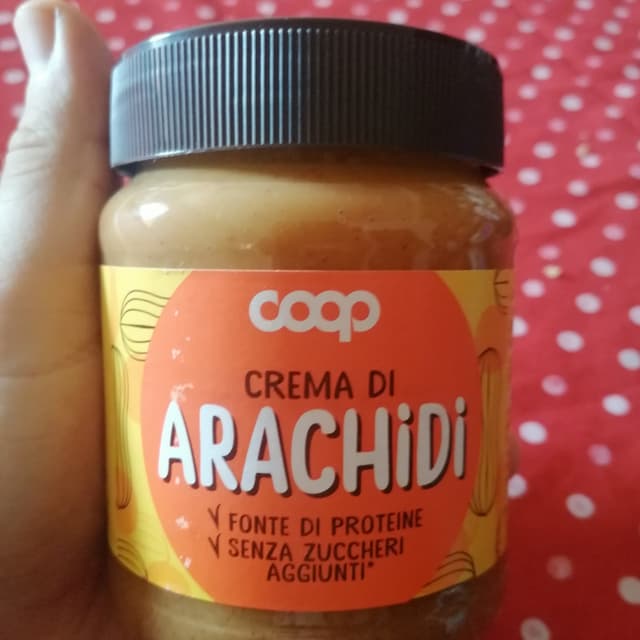 coop
CREMA DI
ARACHiDi
√ FONTE DI PROTEINE
√ SENZA ZUCCHERI
AGGIUNTI*